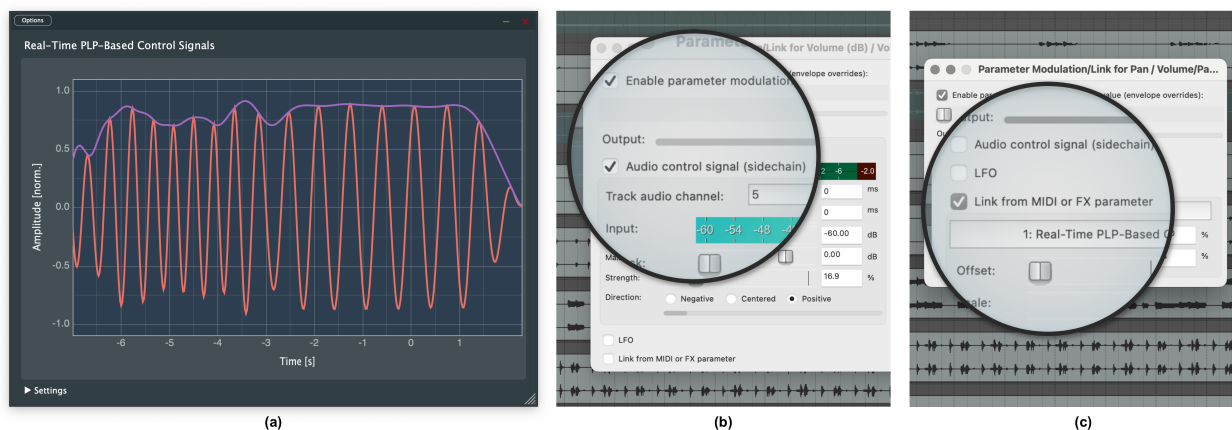 Options
Real-Time PLP-Based Control Signals
1.0
0.5
0.0
-0.5
-1.0
Amplitude [norm.]
-6 -5 -4 -3 -2 -1 0 1
Time [s]
Settings
(a)
/Link for Volume (dB) / Vo
Enable parameter modulation
(envelope overrides):
Output:
Audio control signal (sidechain)
2 -6 -2.0
Track audio channel: 5
0 ms
0 ms
Input: -60 -54 -48
-60.00 dB
0.00 dB
Strength: 16.9 %
Direction: Negative Centered Positive
LFO
Link from MIDI or FX parameter
(b)
Parameter Modulation/Link for Pan / Volume/Pa...
Enable value (envelope overrides):
Audio control signal (sidechain)
LFO
Link from MIDI or FX parameter
1: Real-Time PLP-Based
%
Offset: %
(c)